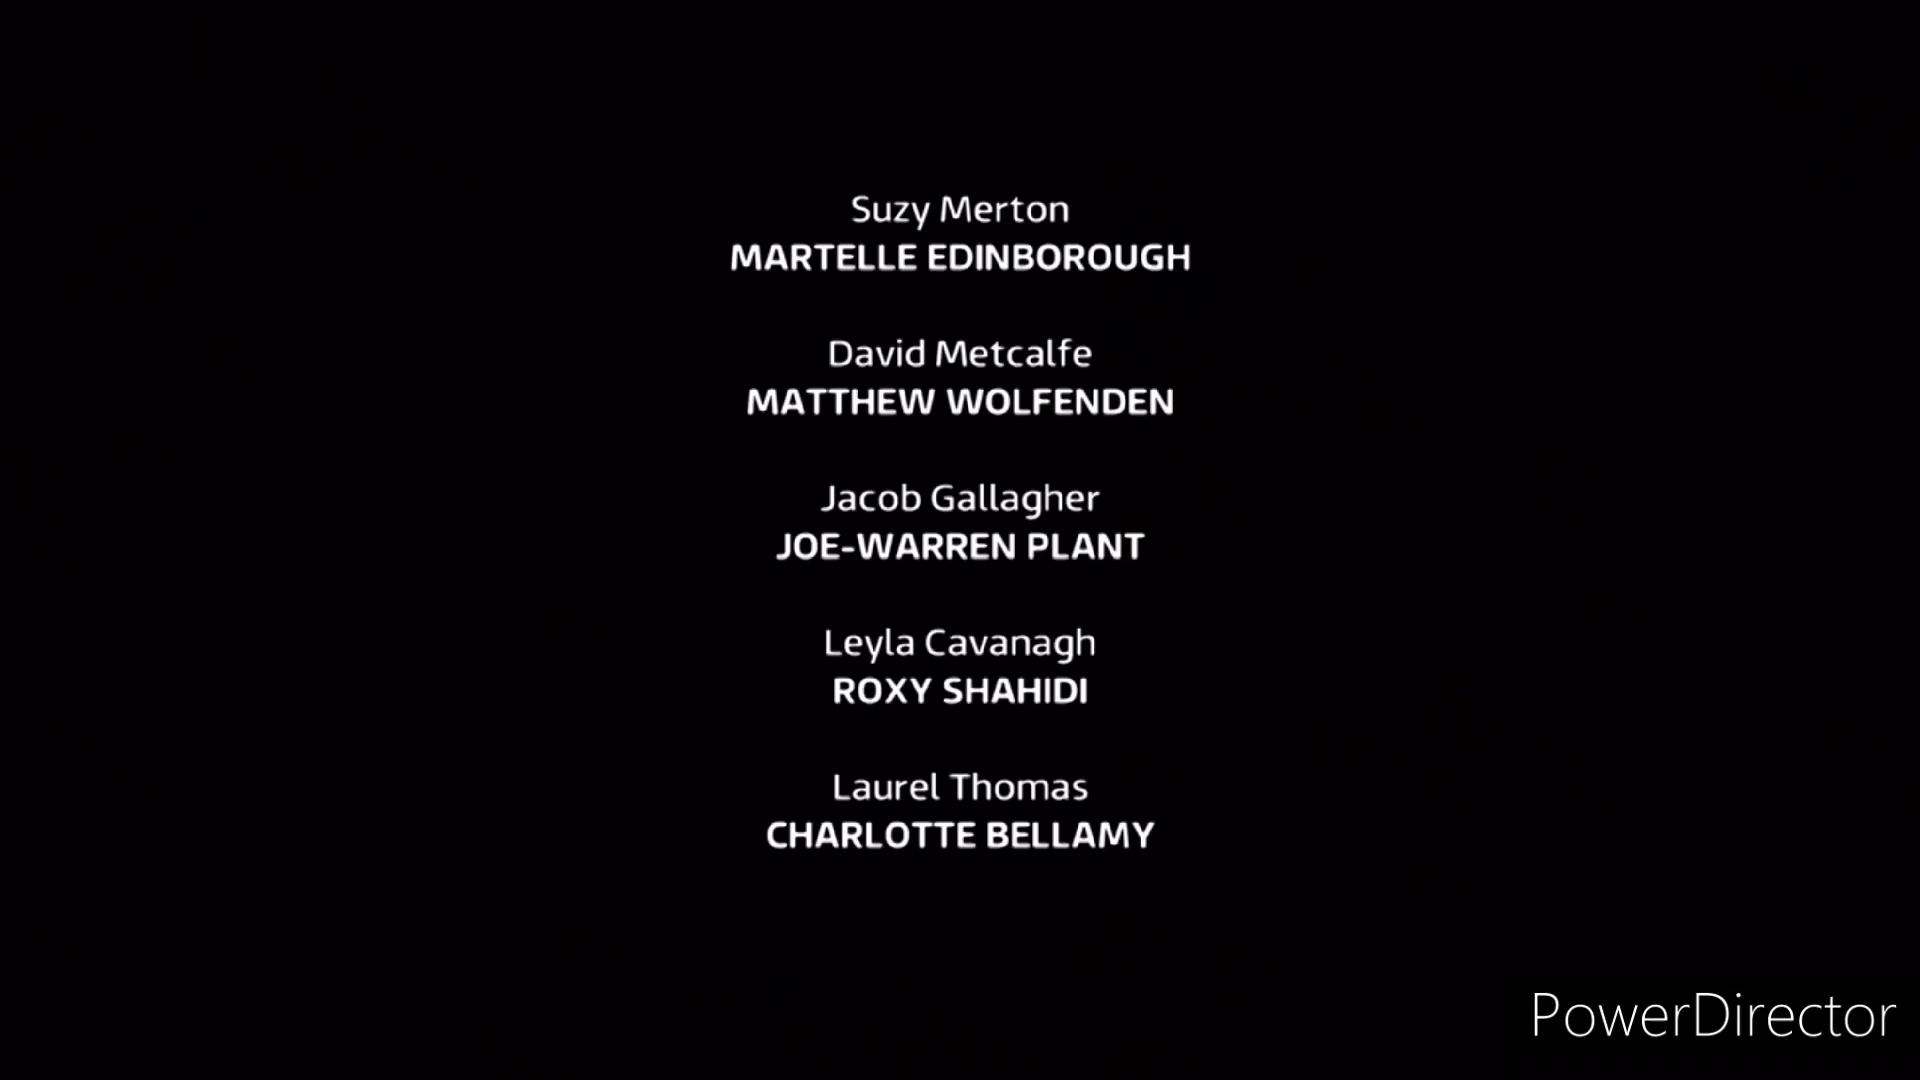 Suzy Merton
MARTELLE EDINBOROUGH
David Metcalfe
MATTHEW WOLFENDEN
Jacob Gallagher
JOE-WARREN PLANT
Leyla Cavanagh
ROXY SHAHIDI
Laurel Thomas
CHARLOTTE BELLAMY
PowerDirector